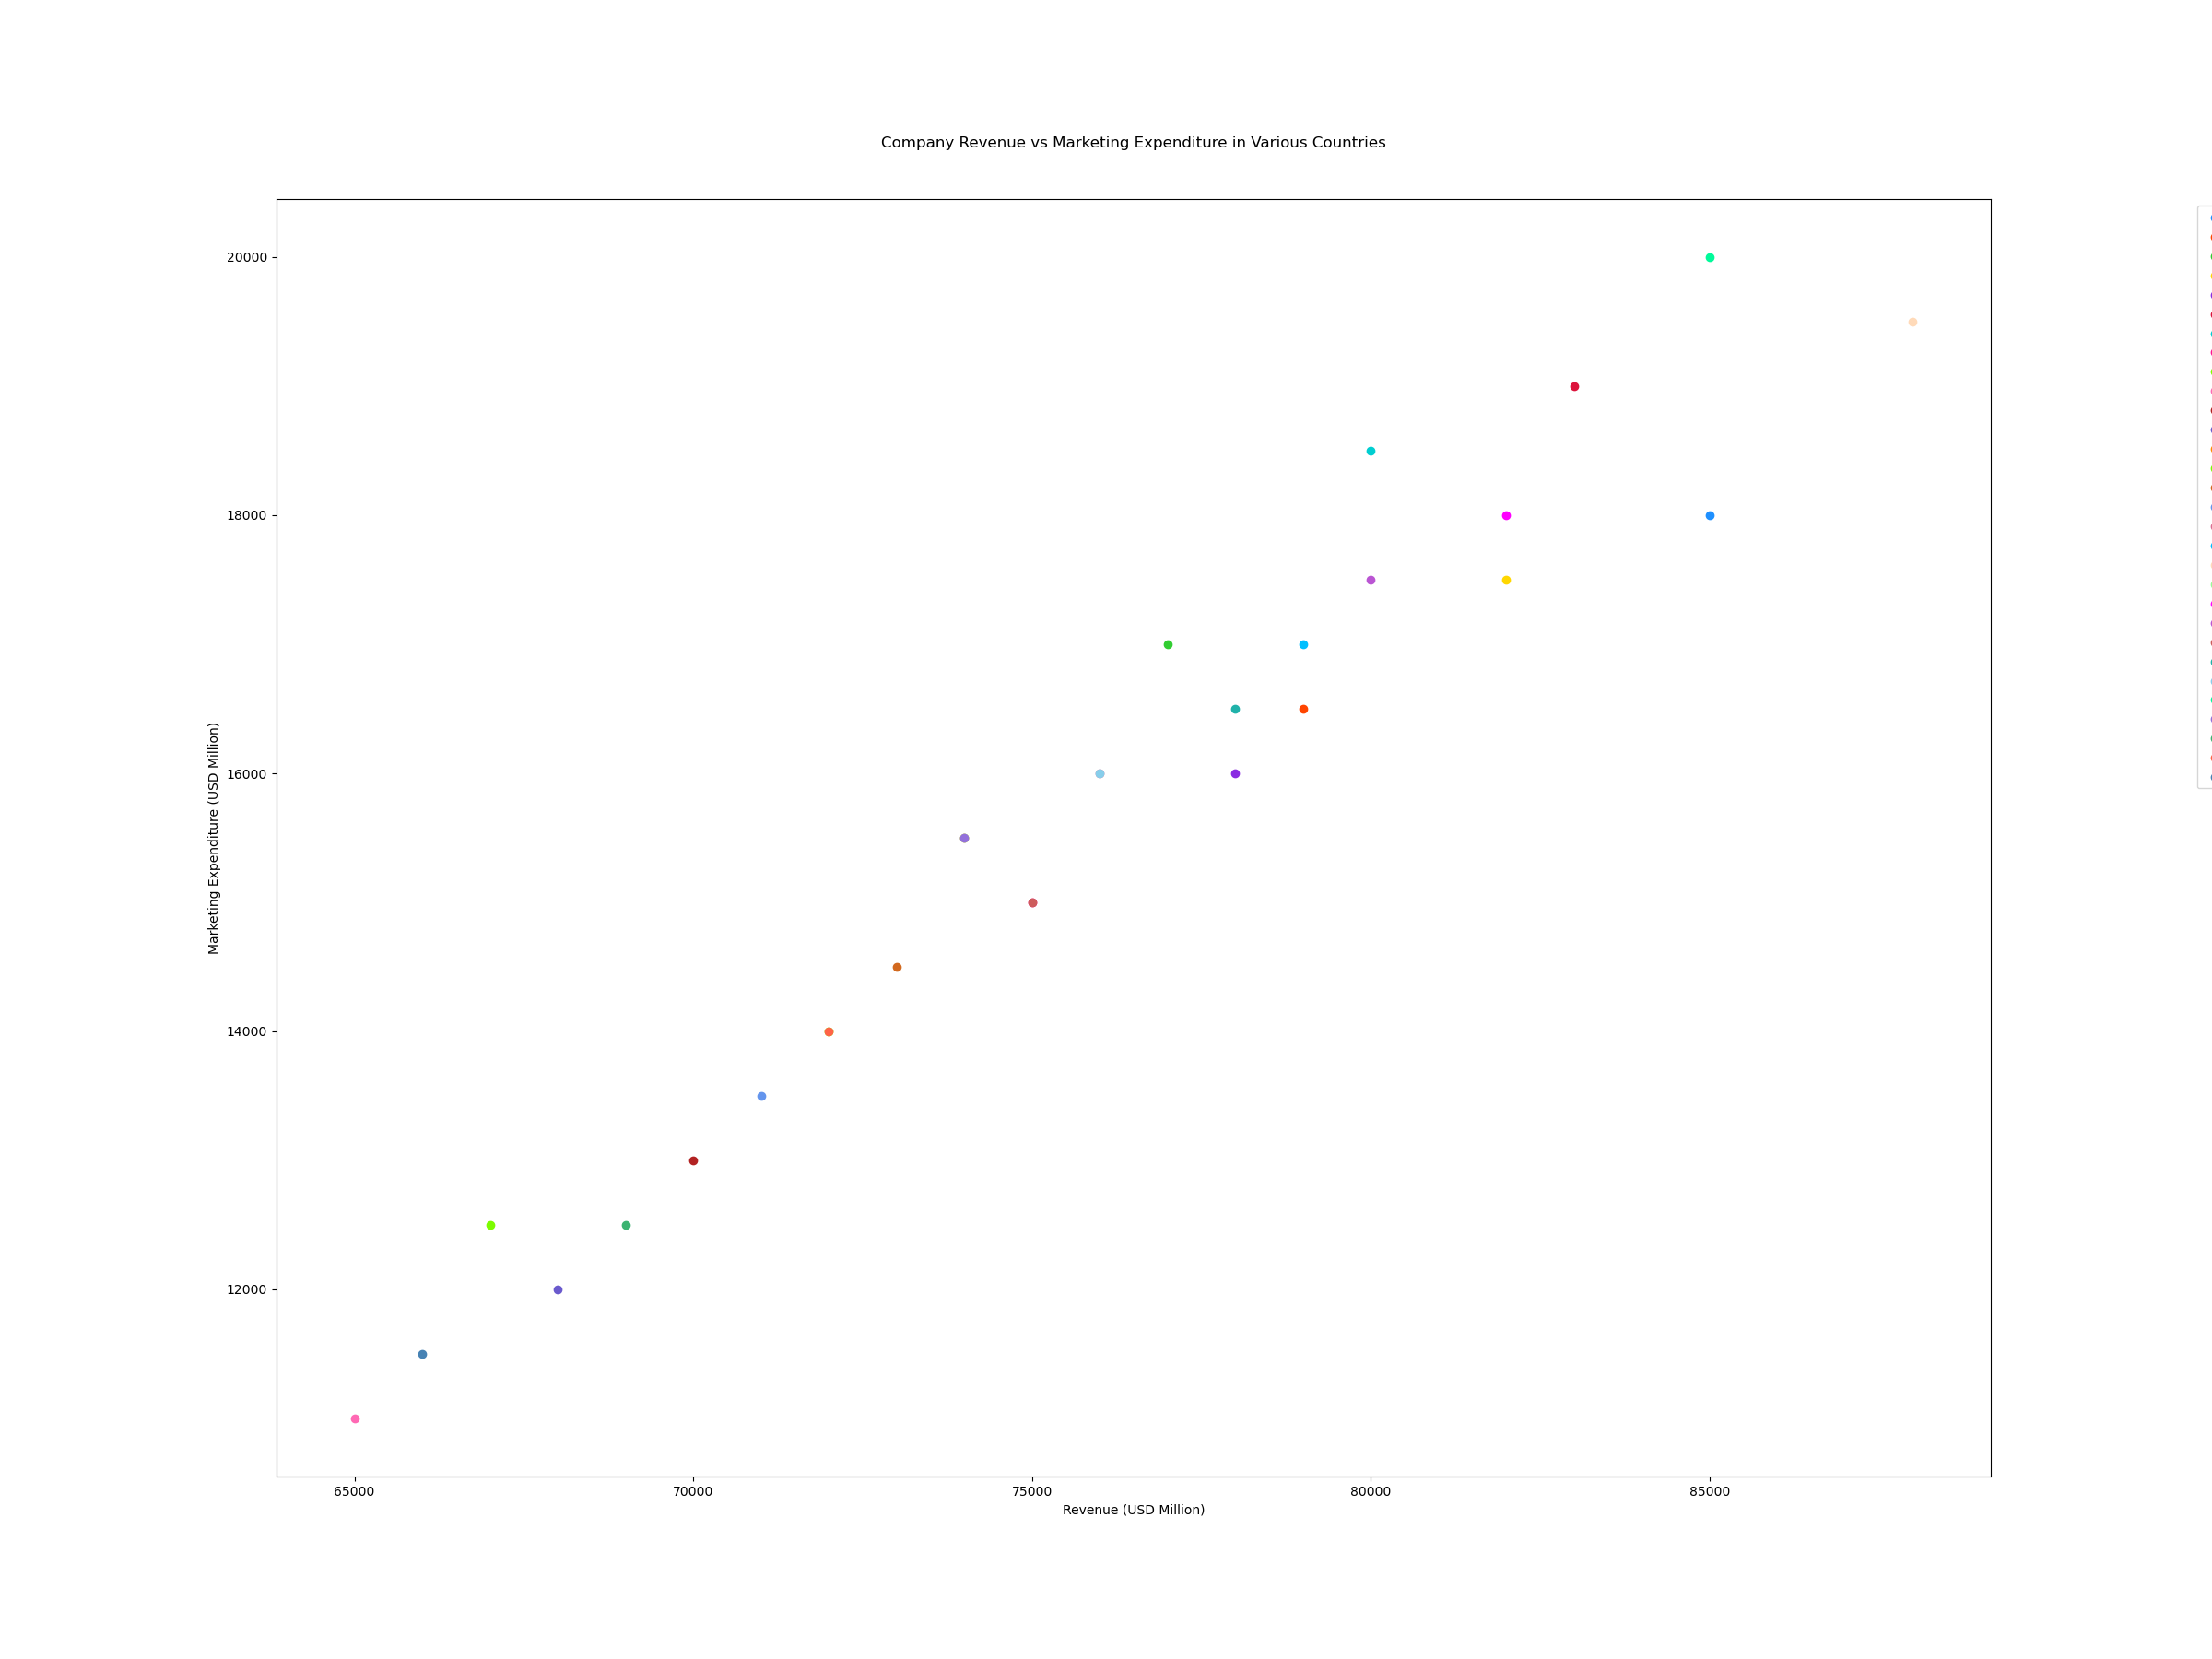 Company Revenue vs Marketing Expenditure in Various Countries
20000
18000
16000
14000
12000
Marketing Expenditure (USD Million)
65000 70000 75000 80000 85000
Revenue (USD Million)